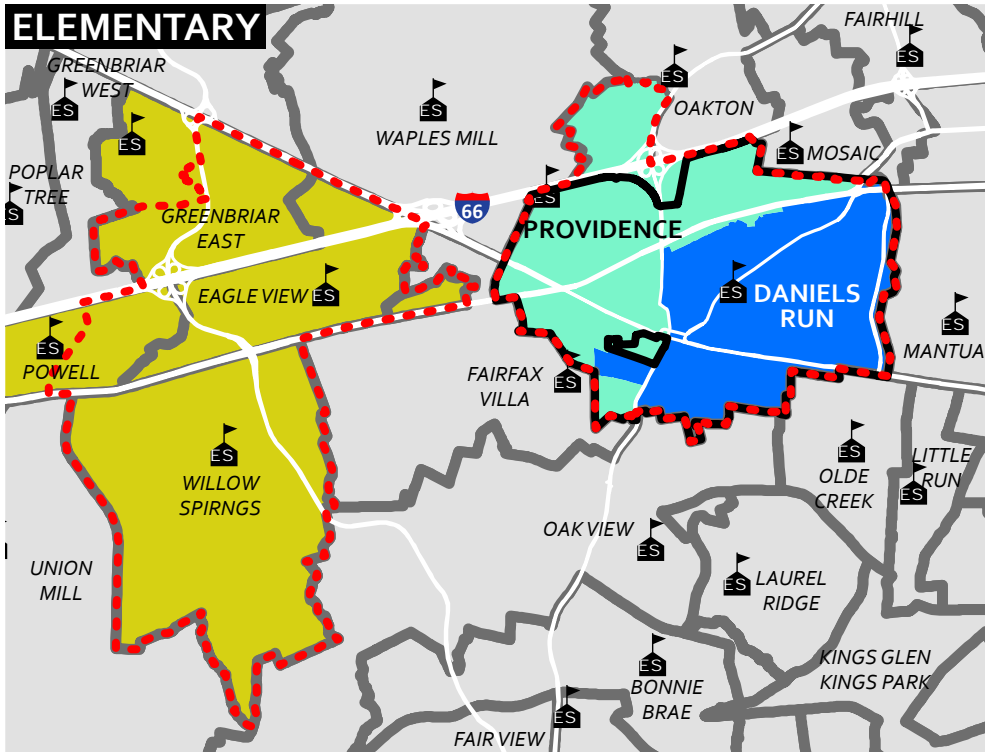 ELEMENTARY
FAIRHILL
ES
GREENBRIAR
WEST
ES
ES
ES
OAKTON
WAPLES MILL
ES
ES
MOSAIC
POPLAR
TREE
ES
ES
GREENBRIAR
EAST
66
PROVIDENCE
EAGLE VIEW
ES
ES
DANIELS
RUN
ES
MANTUA
ES
POWELL
FAIRFAX
VILLA
ES
ES
WILLOW
SPIRNGS
ES
OLDE
CREEK
LITTLE
RUN
ES
OAK VIEW
ES
UNION
MILL
ES
LAUREL
RIDGE
ES
BONNIE
BRAE
KINGS GLEN
KINGS PARK
FAIR VIEW
ES